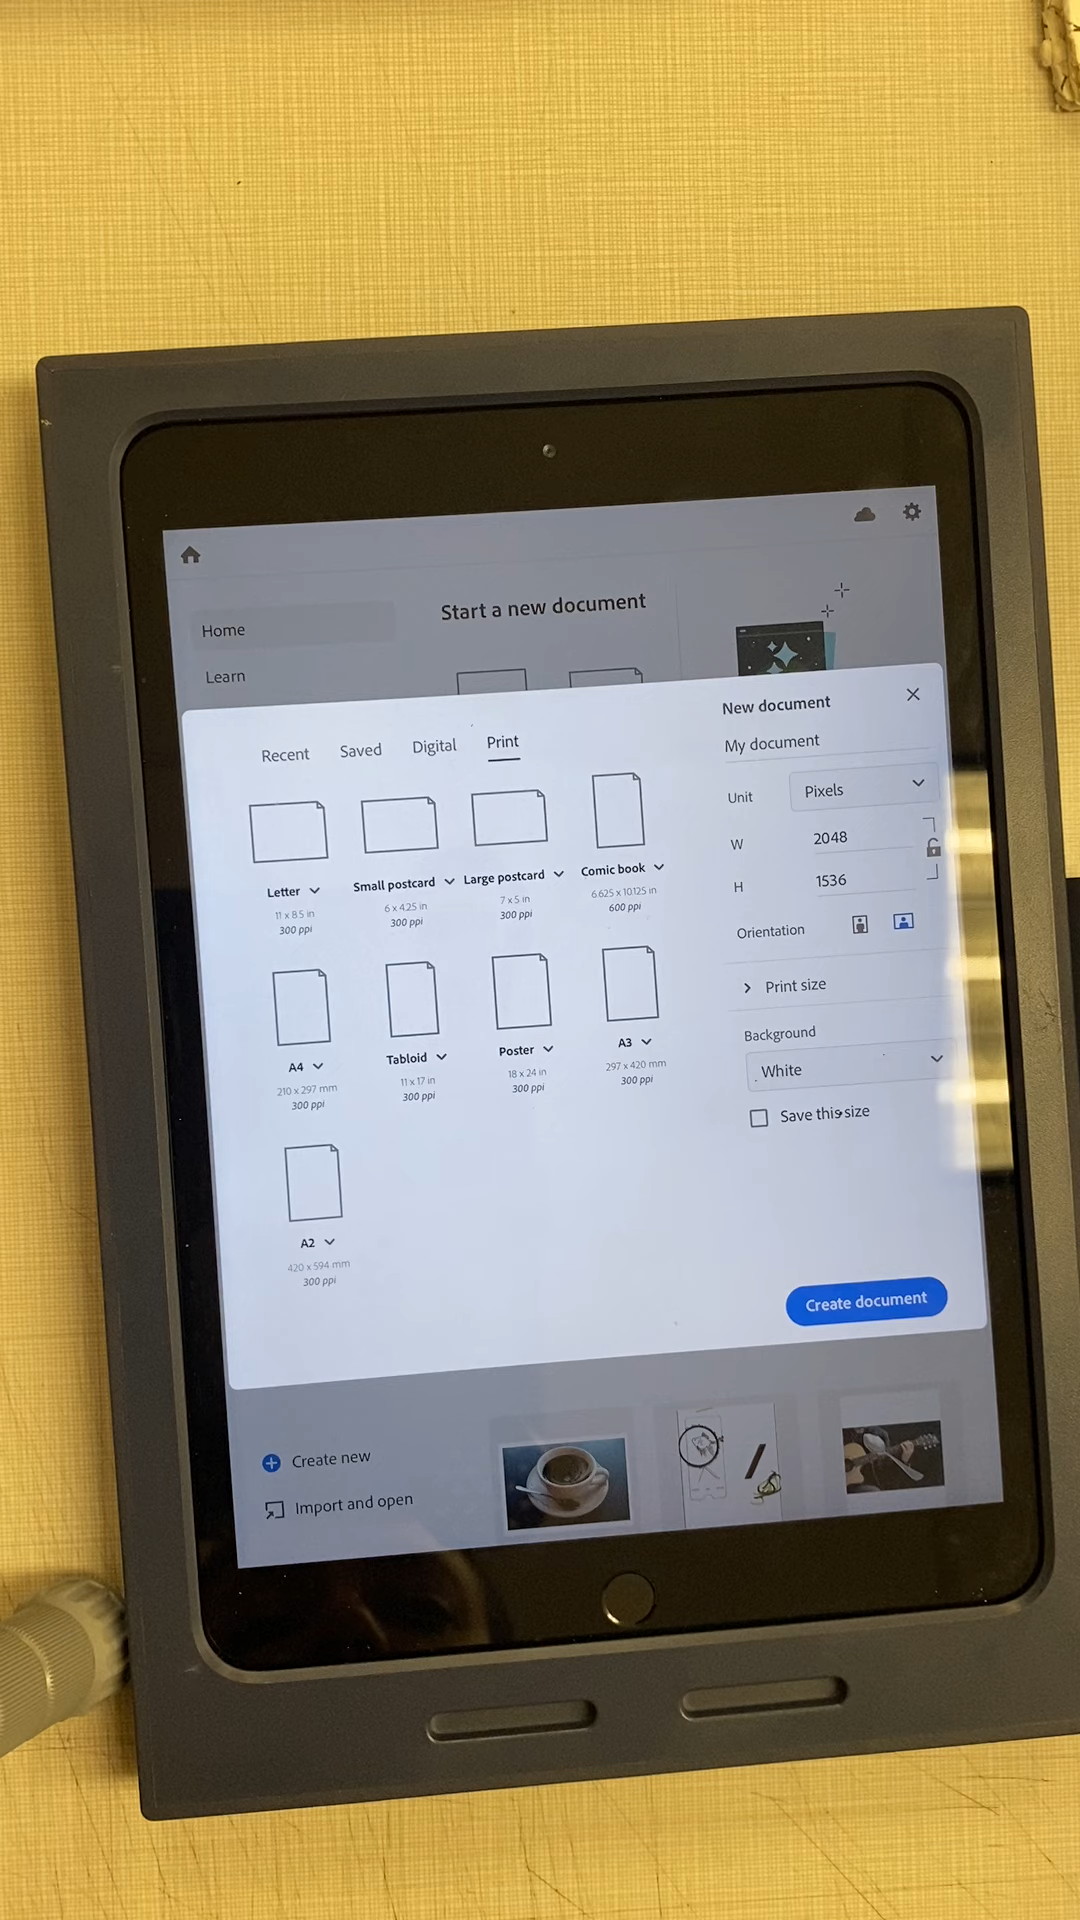 Start a new document
Home
Learn
Recent
Saved
Digital
Print
Letter
11 x 8.5 in
300 ppi
Small postcard
6 x 4.25 in
300 ppi
Large postcard
7 x 5 in
300 ppi
Comic book
6.625 x 10.125 in
600 ppi
A4
210 x 297 mm
300 ppi
Tabloid
11 x 17 in
300 ppi
Poster
18 x 24 in
300 ppi
A3
297 x 420 mm
300 ppi
A2
420 x 594 mm
300 ppi
New document
My document
Unit
Pixels
W
2048
H
1536
Orientation
Print size
Background
White
Save this size
Create document
Create new
Import and open